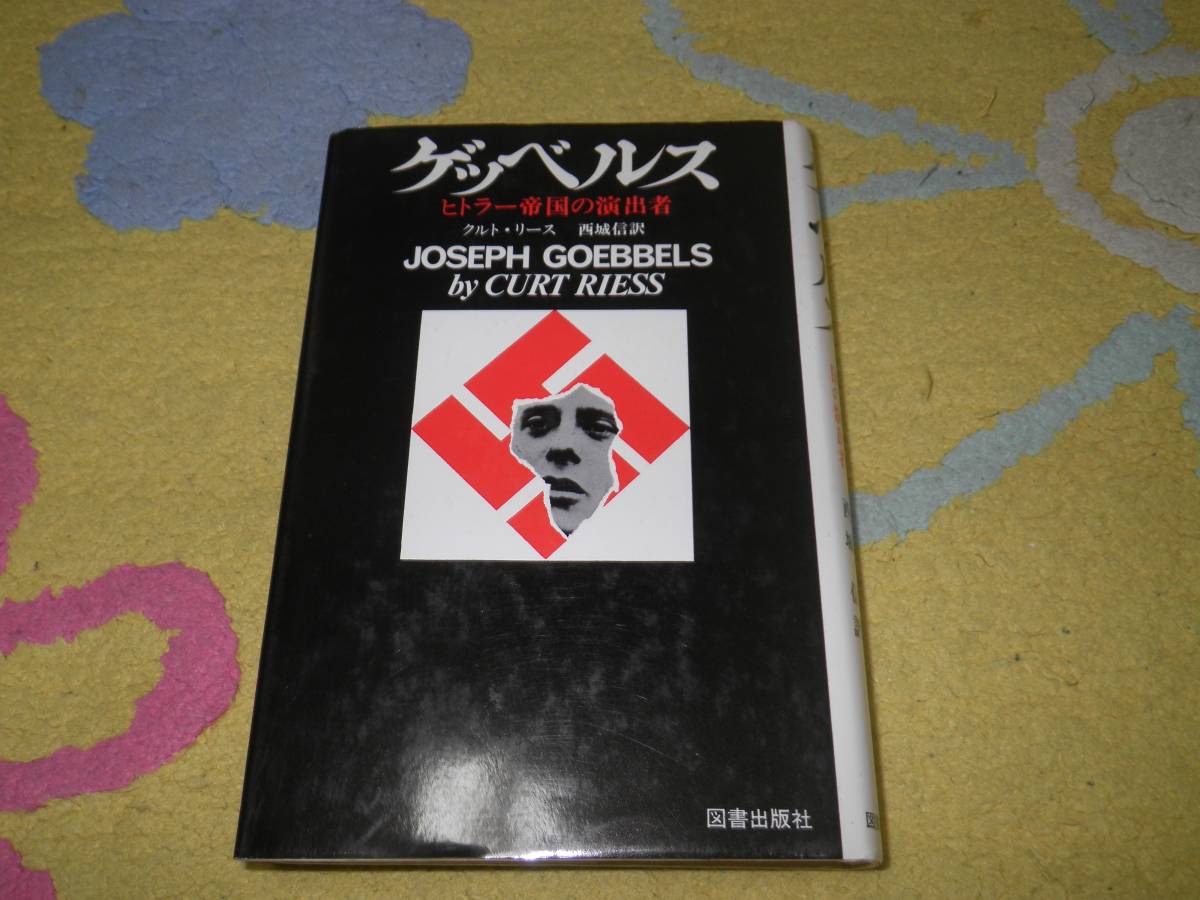 ゲッベルス
ヒトラー帝国の演出者
クルト・リース 西城信訳
JOSEPH GOEBBELS
by CURT RIESS
図書出版社